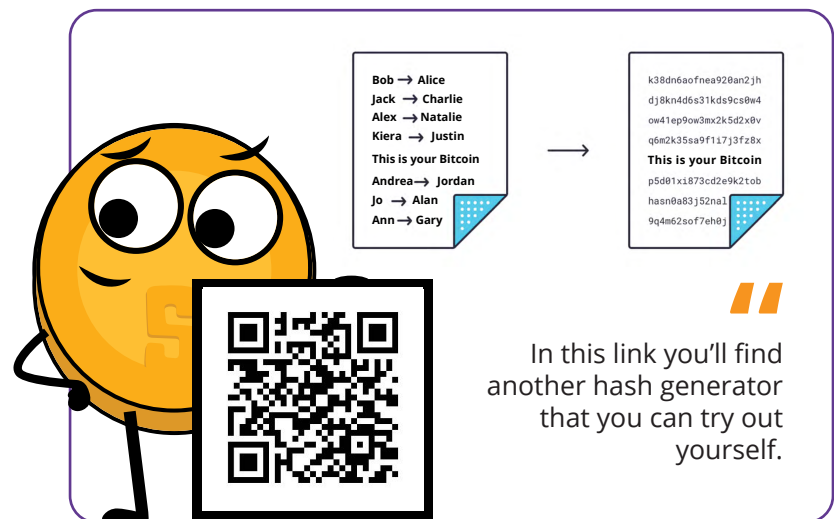 Bob → Alice
Jack → Charlie
Alex → Natalie
Kiera → Justin
This is your Bitcoin
Andrea → Jordan
Jo → Alan
Ann → Gary
k38dn6aofnea920an2jh
dj8kn4d6s31kds9cs0w4
ow41ep9ow3mx2k5d2x0v
q6m2k35sa9f1i7j3fz8x
This is your Bitcoin
p5d01xi873cd2e9k2tob
hasn0a83j52nal
9q4m62sof7eh0j
“
In this link you’ll find
another hash generator
that you can try out
yourself.